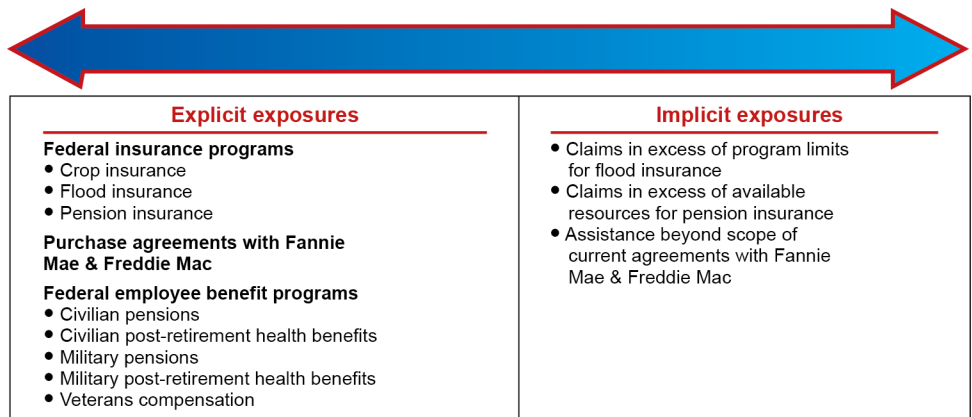 Explicit exposures
Federal insurance programs
● Crop insurance
● Flood insurance
● Pension insurance
Purchase agreements with Fannie
Mae & Freddie Mac
Federal employee benefit programs
● Civilian pensions
● Civilian post-retirement health benefits
● Military pensions
● Military post-retirement health benefits
● Veterans compensation
Implicit exposures
● Claims in excess of program limits
for flood insurance
● Claims in excess of available
resources for pension insurance
● Assistance beyond scope of
current agreements with Fannie
Mae & Freddie Mac